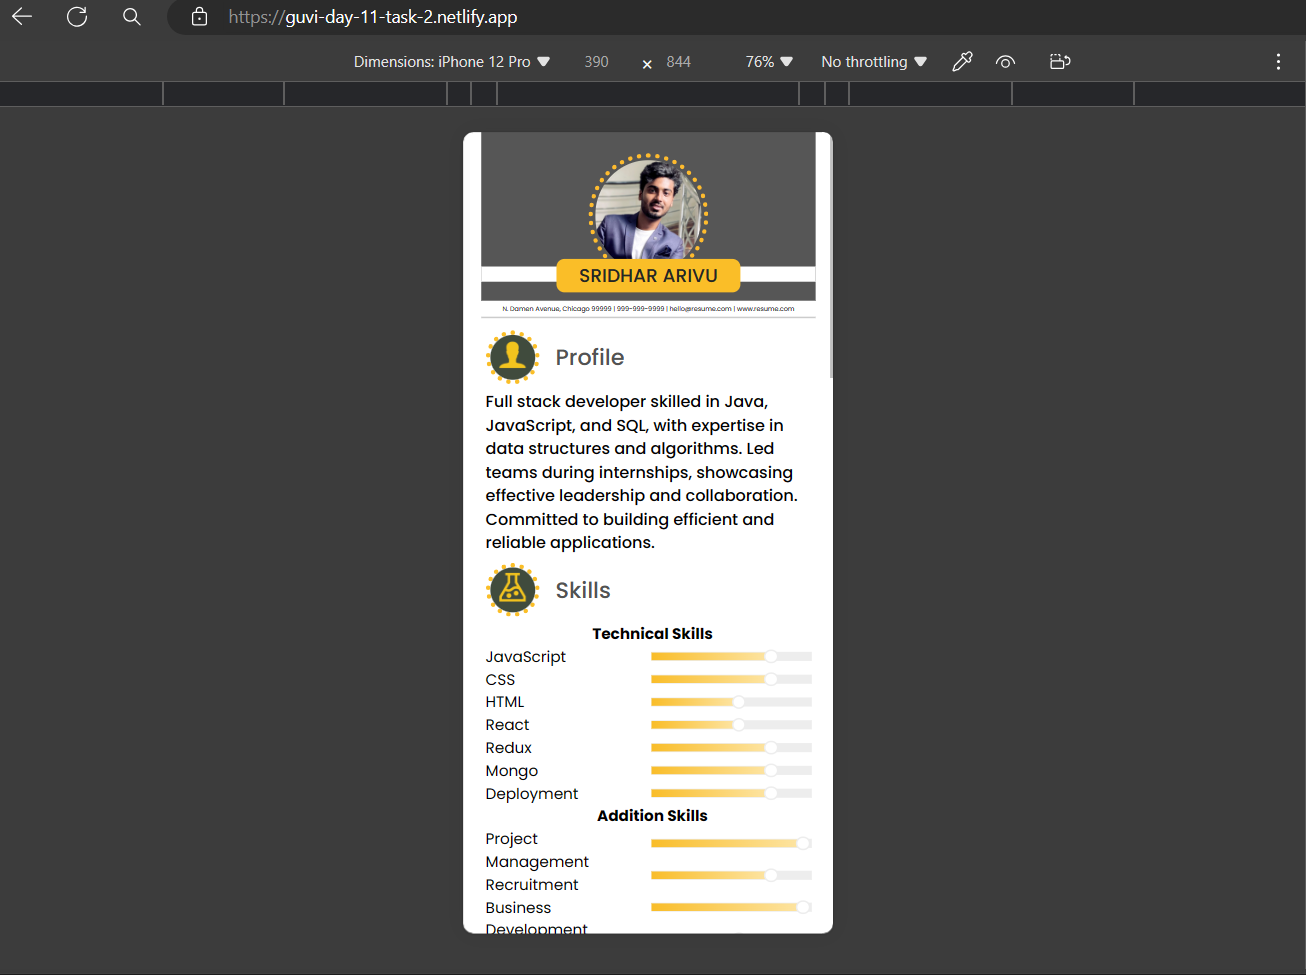 https://guvi-day-11-task-2.netlify.app
Dimensions: iPhone 12 Pro 390 × 844 76% No throttling
SRIDHAR ARIVU
N. Damen Avenue, Chicago 99999 | 999-999-9999 | hello@resume.com | www.resume.com
Profile
Full stack developer skilled in Java,
JavaScript, and SQL, with expertise in
data structures and algorithms. Led
teams during internships, showcasing
effective leadership and collaboration.
Committed to building efficient and
reliable applications.
Skills
Technical Skills
JavaScript
CSS
HTML
React
Redux
Mongo
Deployment
Addition Skills
Project
Management
Recruitment
Business
Development